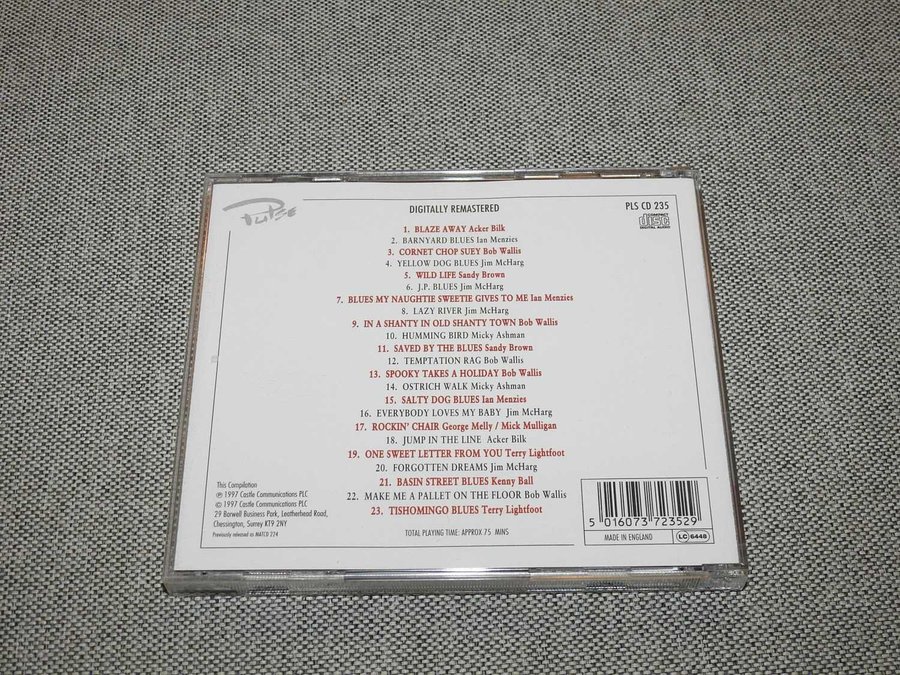 Pulse
DIGITALLY REMASTERED
PLS CD 235
COMPACT
disc
DIGITAL AUDIO
1. BLAZE AWAY Acker Bilk
2. BARNYARD BLUES Ian Menzies
3. CORNET CHOP SUEY Bob Wallis
4. YELLOW DOG BLUES Jim McHarg
5. WILD LIFE Sandy Brown
6. J.P. BLUES Jim McHarg
7. BLUES MY NAUGHTIE SWEETIE GIVES TO ME Ian Menzies
8. LAZY RIVER Jim McHarg
9. IN A SHANTY IN OLD SHANTY TOWN Bob Wallis
10. HUMMING BIRD Micky Ashman
11. SAVED BY THE BLUES Sandy Brown
12. TEMPTATION RAG Bob Wallis
13. SPOOKY TAKES A HOLIDAY Bob Wallis
14. OSTRICH WALK Micky Ashman
15. SALTY DOG BLUES Ian Menzies
16. EVERYBODY LOVES MY BABY Jim McHarg
17. ROCKIN' CHAIR George Melly / Mick Mulligan
18. JUMP IN THE LINE Acker Bilk
19. ONE SWEET LETTER FROM YOU Terry Lightfoot
20. FORGOTTEN DREAMS Jim McHarg
21. BASIN STREET BLUES Kenny Ball
22. MAKE ME A PALLET ON THE FLOOR Bob Wallis
23. TISHOMINGO BLUES Terry Lightfoot
TOTAL PLAYING TIME: APPROX 75 MINS
This Compilation
℗ 1997 Castle Communications PLC
© 1997 Castle Communications PLC
29 Barwell Business Park, Leatherhead Road,
Chessington, Surrey KT9 2NY
Previously released as MATCD 224
5 016073 723529
MADE IN ENGLAND
LC 6448